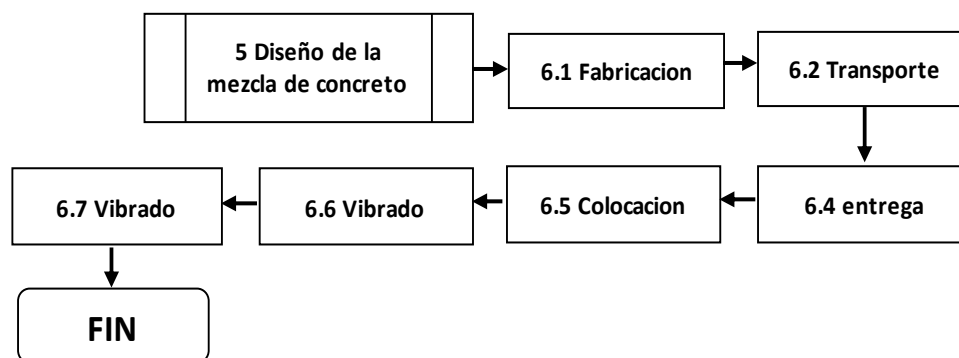 5 Diseño de la
mezcla de concreto
6.1 Fabricacion
6.2 Transporte
6.4 entrega
6.5 Colocacion
6.6 Vibrado
6.7 Vibrado
FIN